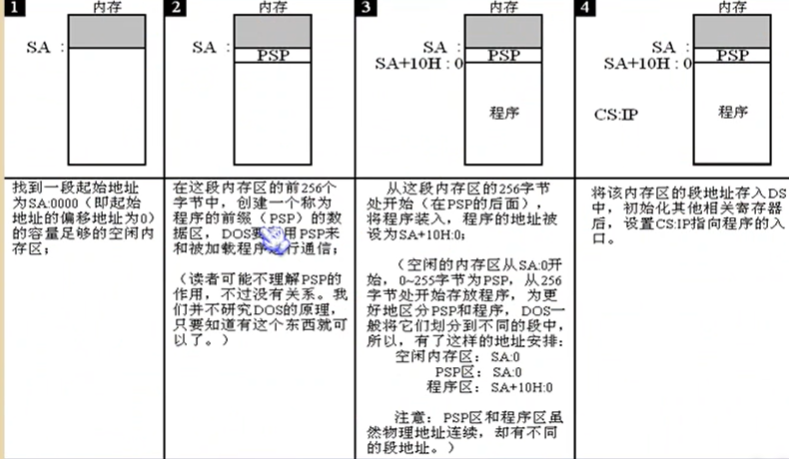 1
内存
SA :
找到一段起始地址
为SA:0000（即起始
地址的偏移地址为0）
的容量足够的空闲内
存区；
2
内存
SA :
PSP
在这段内存区的前256个
字节中，创建一个称为
程序的前缀（PSP）的数
据区，DOS 用PSP来
和被加载程序 行通信；
（读者可能不理解PSP的
作用，不过没有关系。我
们并不研究DOS的原理，
只要知道有这个东西就可
以了。）
3
内存
SA :
SA+10H : 0
PSP
程序
从这段内存区的256字节
处开始（在PSP的后面），
将程序装入，程序的地址被
设为SA+10H:0;
（空闲的内存区从SA:0开
始，0~255字节为PSP，从256
字节处开始存放程序，为更
好地区分PSP和程序，DOS一
般将它们划分到不同的段中，
所以，有了这样的地址安排：
空闲内存区：SA:0
PSP区：SA:0
程序区：SA+10H:0
注意：PSP区和程序区虽
然物理地址连续，却有不同
的段地址。）
4
内存
SA :
SA+10H : 0
PSP
CS:IP
程序
将该内存区的段地址存入DS
中，初始化其他相关寄存器
后，设置CS:IP指向程序的入
口。